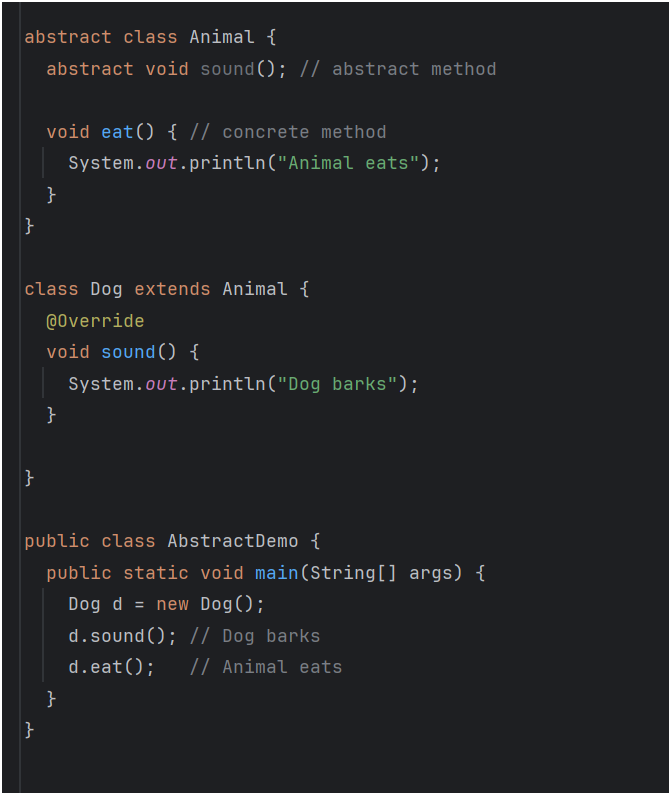 abstract class Animal {
  abstract void sound(); // abstract method

  void eat() { // concrete method
    System.out.println("Animal eats");
  }
}

class Dog extends Animal {
  @Override
  void sound() {
    System.out.println("Dog barks");
  }

}

public class AbstractDemo {
  public static void main(String[] args) {
    Dog d = new Dog();
    d.sound(); // Dog barks
    d.eat();   // Animal eats
  }
}